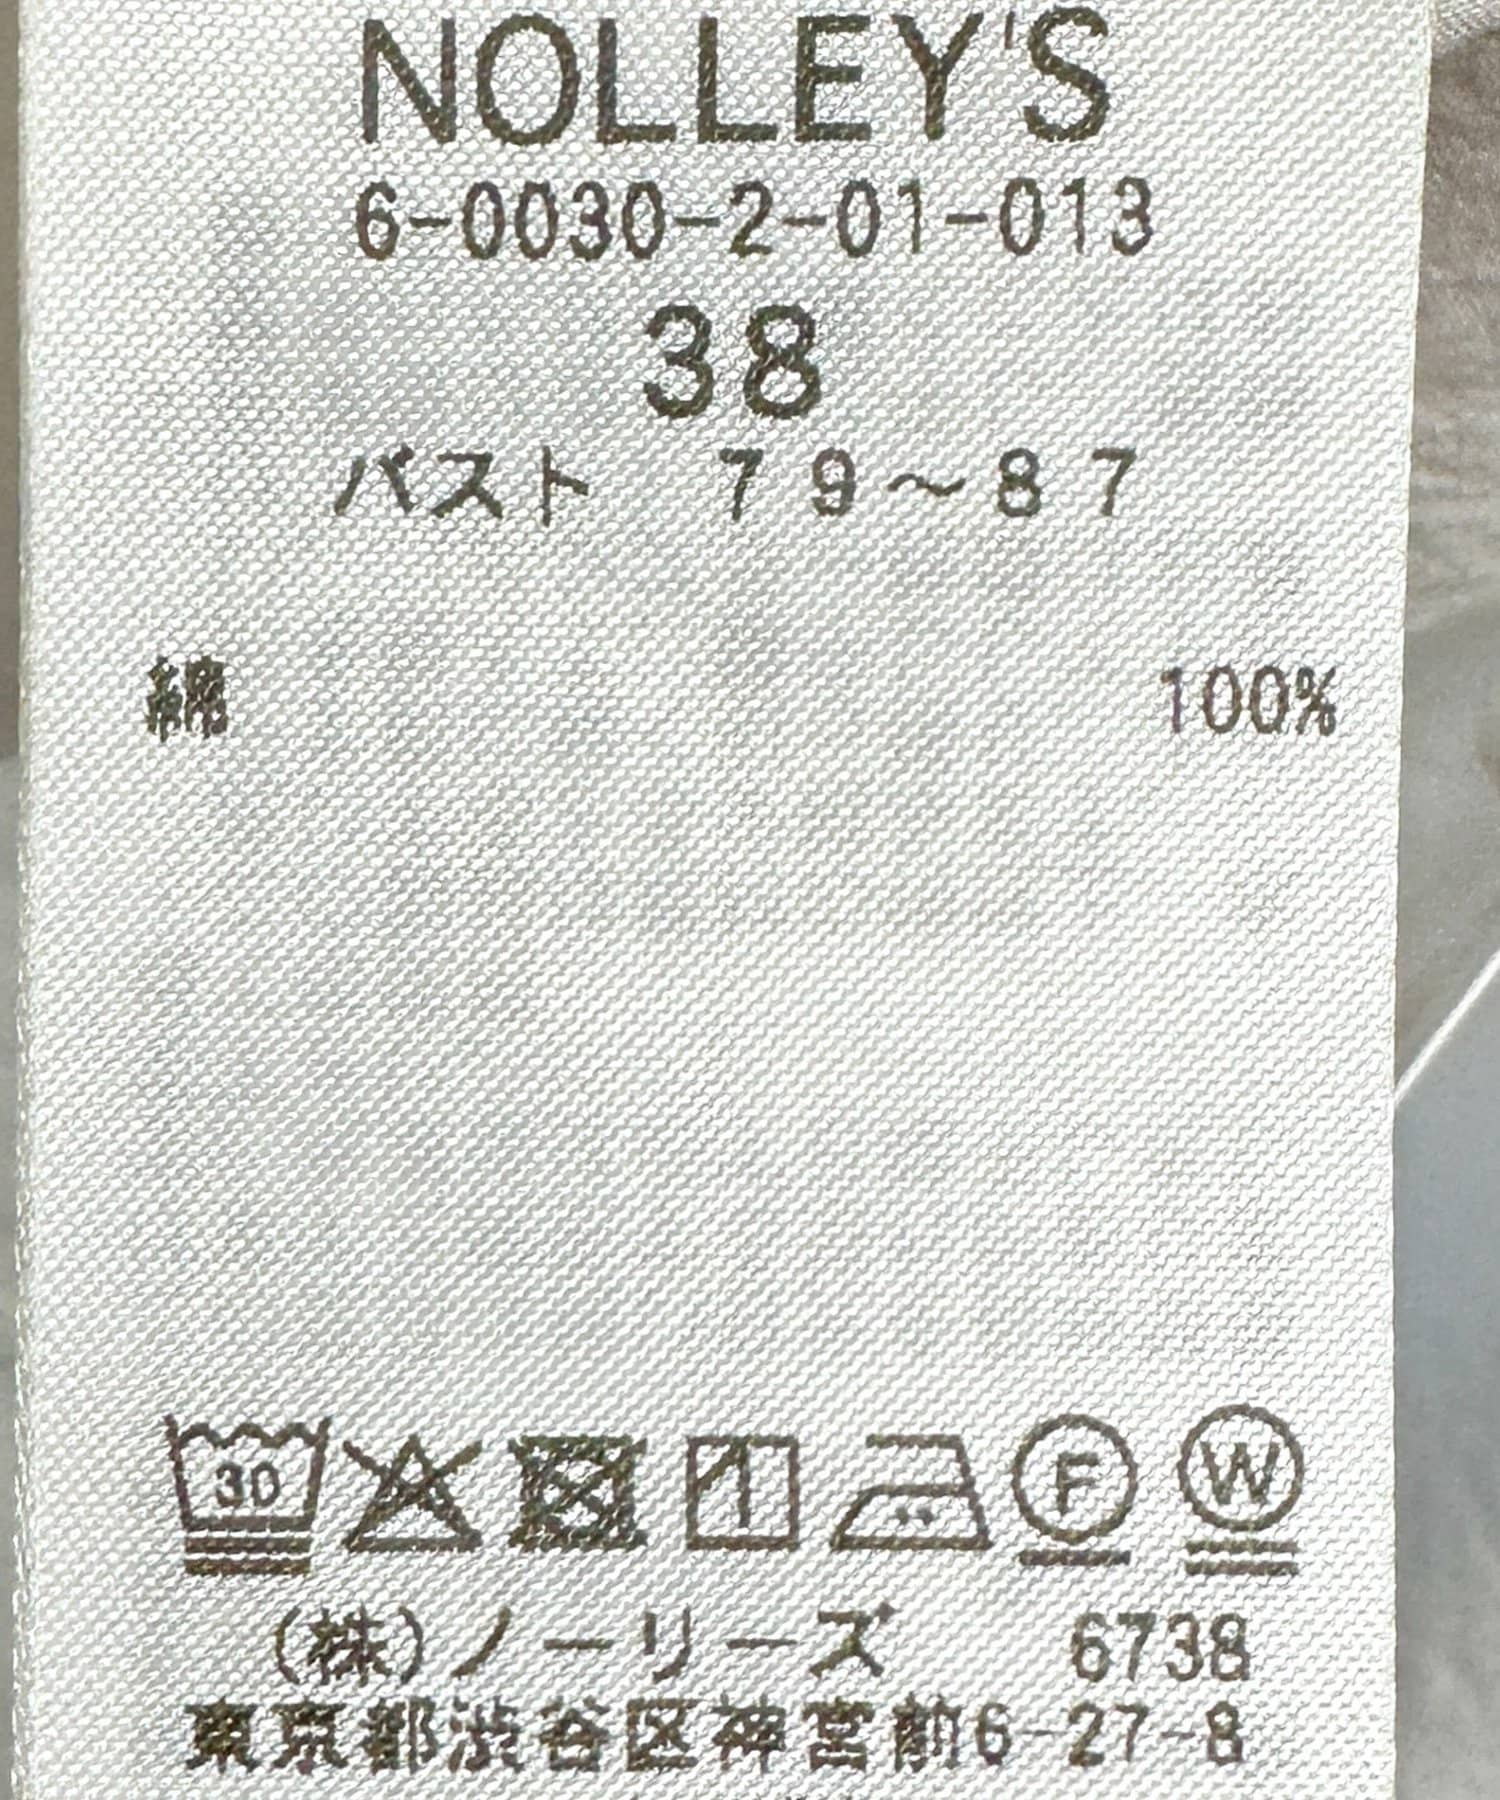 NOLLEY'S
6-0030-2-01-013
38
バスト 79〜87
綿 100%
30 F W
(株)ノーリーズ 6738
東京都渋谷区神宮前6-27-8